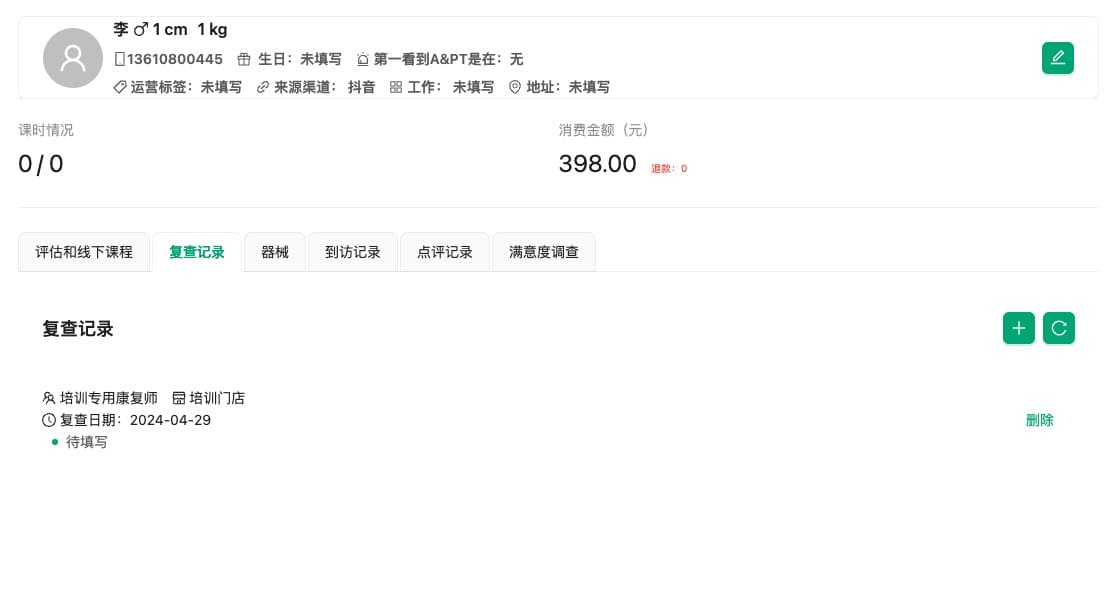 李 ♂ 1 cm 1 kg
13610800445 生日：未填写 第一看到A&PT是在：无
运营标签：未填写 来源渠道：抖音 工作：未填写 地址：未填写
课时情况 消费金额（元）
0 / 0 398.00 退款：0
评估和线下课程 复查记录 器械 到访记录 点评记录 满意度调查
复查记录
培训专用康复师 培训门店
复查日期：2024-04-29 删除
待填写